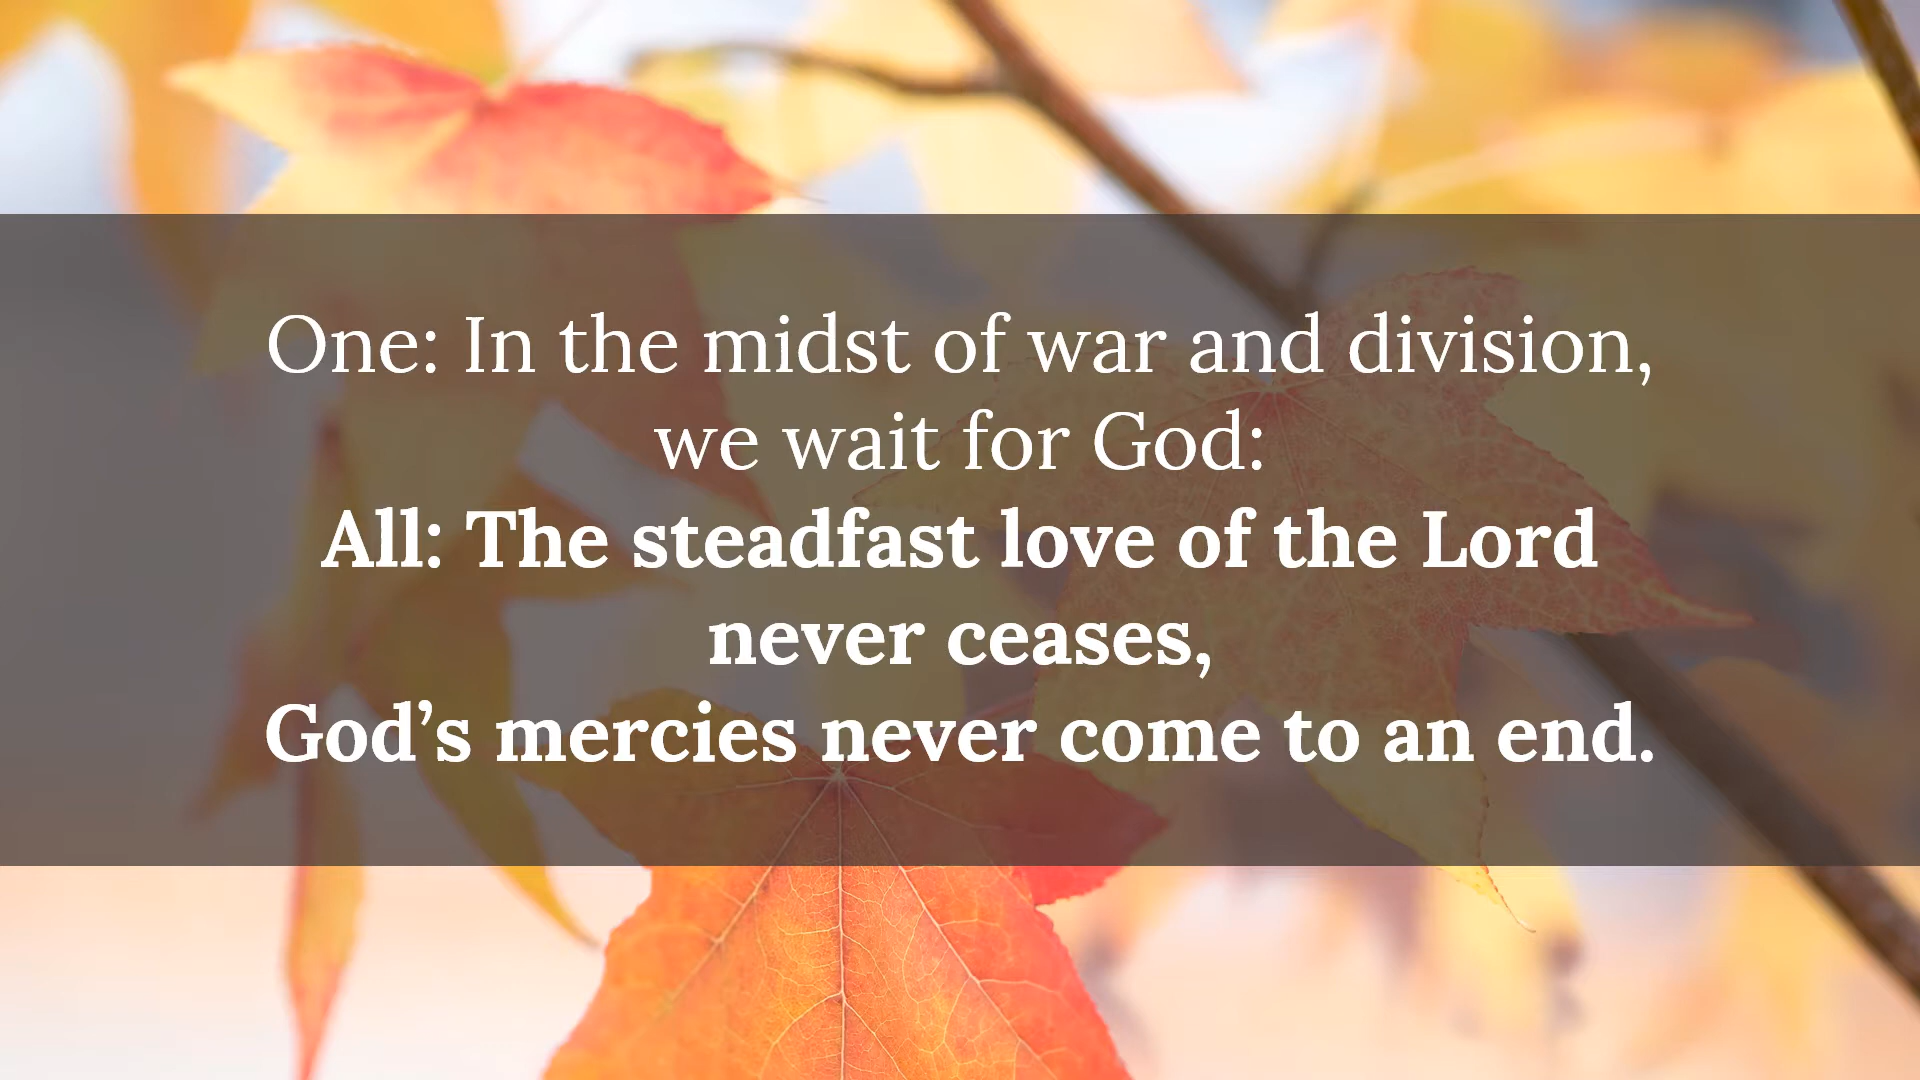 One: In the midst of war and division,
we wait for God:
All: The steadfast love of the Lord
never ceases,
God’s mercies never come to an end.